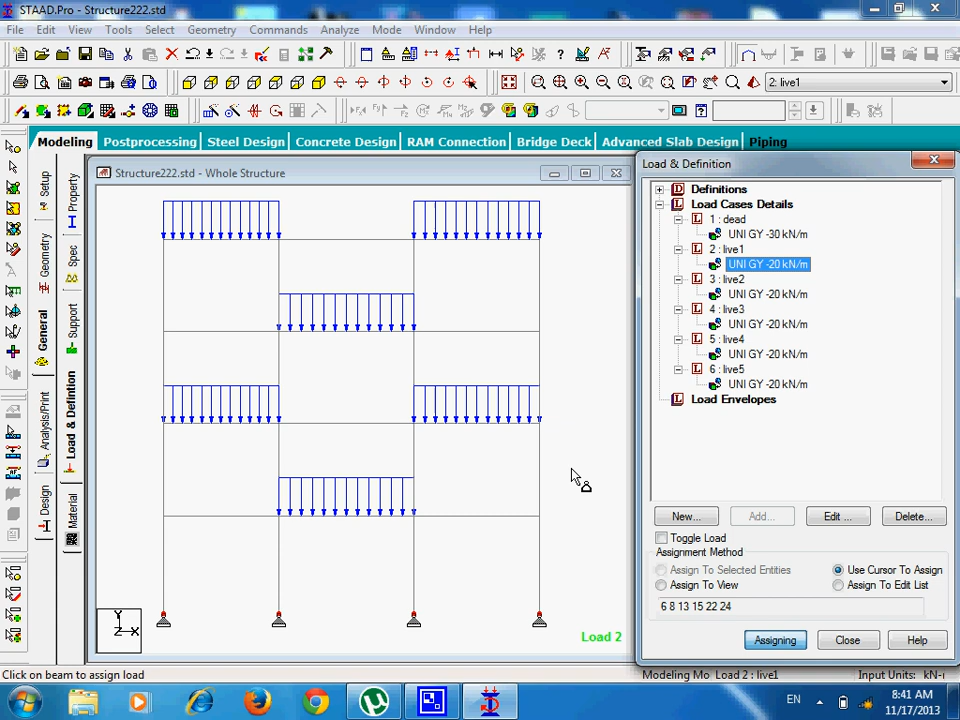 STAAD.Pro - Structure222.std
File Edit View Tools Select Geometry Commands Analyze Mode Window Help
2: live1
Modeling Postprocessing Steel Design Concrete Design RAM Connection Bridge Deck Advanced Slab Design Piping
Setup
Geometry
General
Analysis/Print
Design
Property
Spec
Support
Load & Definition
Material
Structure222.std - Whole Structure
Y
Z X
Load 2
Load & Definition
D Definitions
L Load Cases Details
L 1 : dead
UNI GY -30 kN/m
L 2 : live1
UNI GY -20 kN/m
L 3 : live2
UNI GY -20 kN/m
L 4 : live3
UNI GY -20 kN/m
L 5 : live4
UNI GY -20 kN/m
L 6 : live5
UNI GY -20 kN/m
L Load Envelopes
New... Add... Edit ... Delete...
Toggle Load
Assignment Method
Assign To Selected Entities Use Cursor To Assign
Assign To View Assign To Edit List
6 8 13 15 22 24
Assigning Close Help
Click on beam to assign load
Modeling Mo Load 2 : live1 Input Units: kN-
EN
8:41 AM
11/17/2013